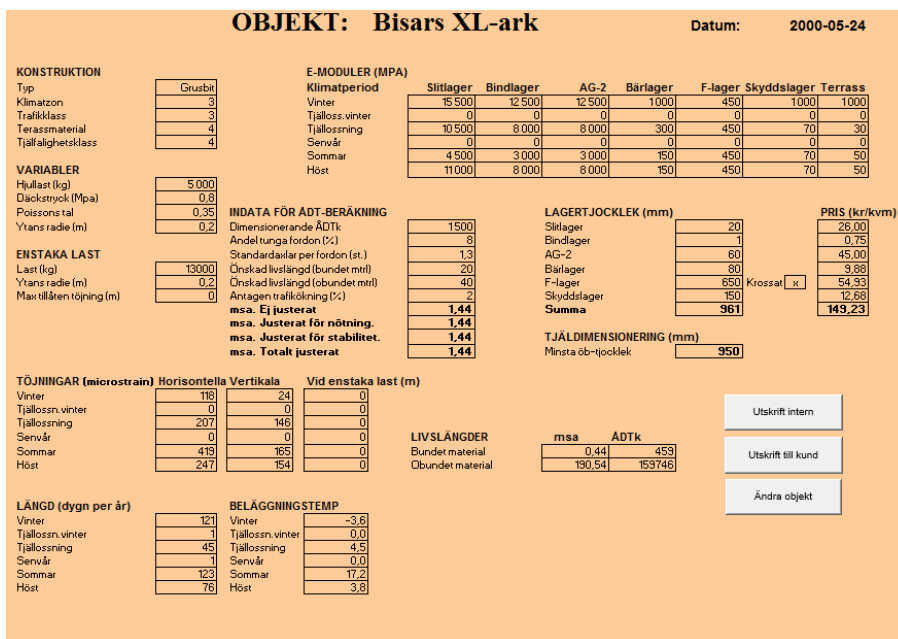 OBJEKT: Bisars XL-ark Datum: 2000-05-24
KONSTRUKTION
Typ Grusbit
Klimatzon 3
Trafikklass 3
Terassmaterial 4
Tjälfalighetsklass 4
E-MODULER (MPA)
Klimatperiod Slitlager Bindlager AG-2 Bärlager F-lager Skyddslager Terrass
Vinter 15 500 12 500 12 500 1000 450 1000 1000
Tjälloss.vinter 0 0 0 0 0 0 0
Tjällossning 10 500 8 000 8 000 300 450 70 30
Senvår 0 0 0 0 0 0 0
Sommar 4 500 3 000 3 000 150 450 70 50
Höst 11000 8 000 8 000 150 450 70 50
VARIABLER
Hjullast (kg) 5 000
Däckstryck (Mpa) 0,8
Poissons tal 0,35
Ytans radie (m) 0,2
ENSTAKA LAST
Last (kg) 13000
Ytans radie (m) 0,2
Max tillåten töjning (m) 0
INDATA FÖR ÅDT-BERÄKNING
Dimensionerande ÅDTk 1500
Andel tunga fordon (%) 8
Standardaxlar per fordon (st.) 1,3
Önskad livslängd (bundet mtrl) 20
Önskad livslängd (obundet mtrl) 40
Antagen trafikökning (%) 2
msa. Ej justerat 1,44
msa. Justerat för nötning. 1,44
msa. Justerat för stabilitet. 1,44
msa. Totalt justerat 1,44
LAGERTJOCKLEK (mm) PRIS (kr/kvm)
Slitlager 20 26,00
Bindlager 1 0,75
AG-2 60 45,00
Bärlager 80 9,88
F-lager 650 Krossat x 54,93
Skyddslager 150 12,68
Summa 961 149,23
TJÄLDIMENSIONERING (mm)
Minsta öb-tjocklek 950
TÖJNINGAR (microstrain) Horisontella Vertikala Vid enstaka last (m)
Vinter 118 24 0
Tjällossn.vinter 0 0 0
Tjällossning 207 146 0
Senvår 0 0 0
Sommar 419 165 0
Höst 247 154 0
LIVSLÄNGDER msa ÅDTk
Bundet material 0,44 459
Obundet material 190,54 159746
Utskrift intern
Utskrift till kund
Ändra objekt
LÄNGD (dygn per år)
Vinter 121
Tjällossn.vinter 1
Tjällossning 45
Senvår 1
Sommar 123
Höst 76
BELÄGGNINGSTEMP
Vinter -3,6
Tjällossn.vinter 0,0
Tjällossning 4,5
Senvår 0,0
Sommar 17,2
Höst 3,8